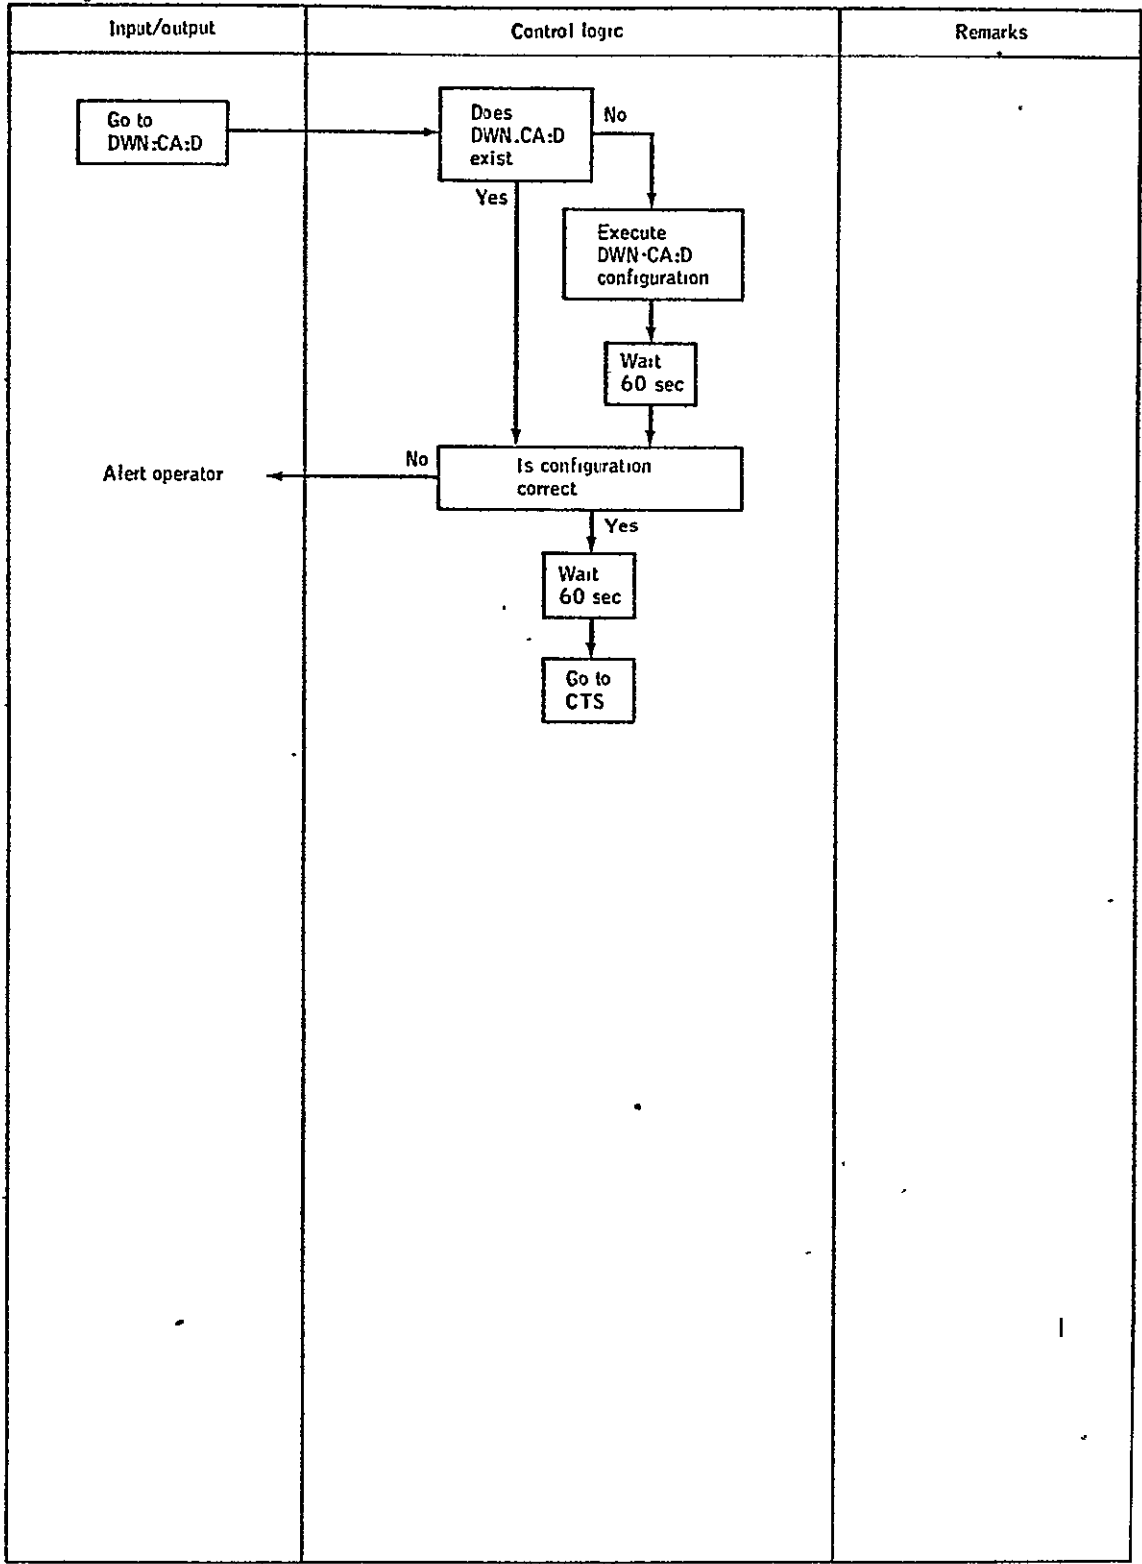 Input/output
Control logic
Remarks
Go to
DWN:CA:D
Does
DWN.CA:D
exist
No
Yes
Execute
DWN·CA:D
configuration
Wait
60 sec
Alert operator
No
Is configuration
correct
Yes
Wait
60 sec
Go to
CTS